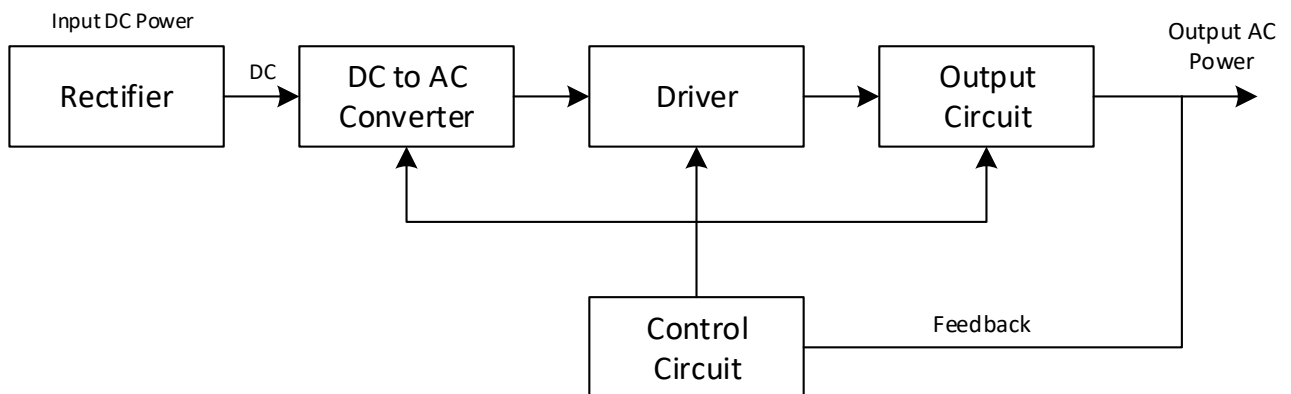 Input DC Power
Rectifier
DC
DC to AC
Converter
Driver
Output
Circuit
Output AC
Power
Control
Circuit
Feedback